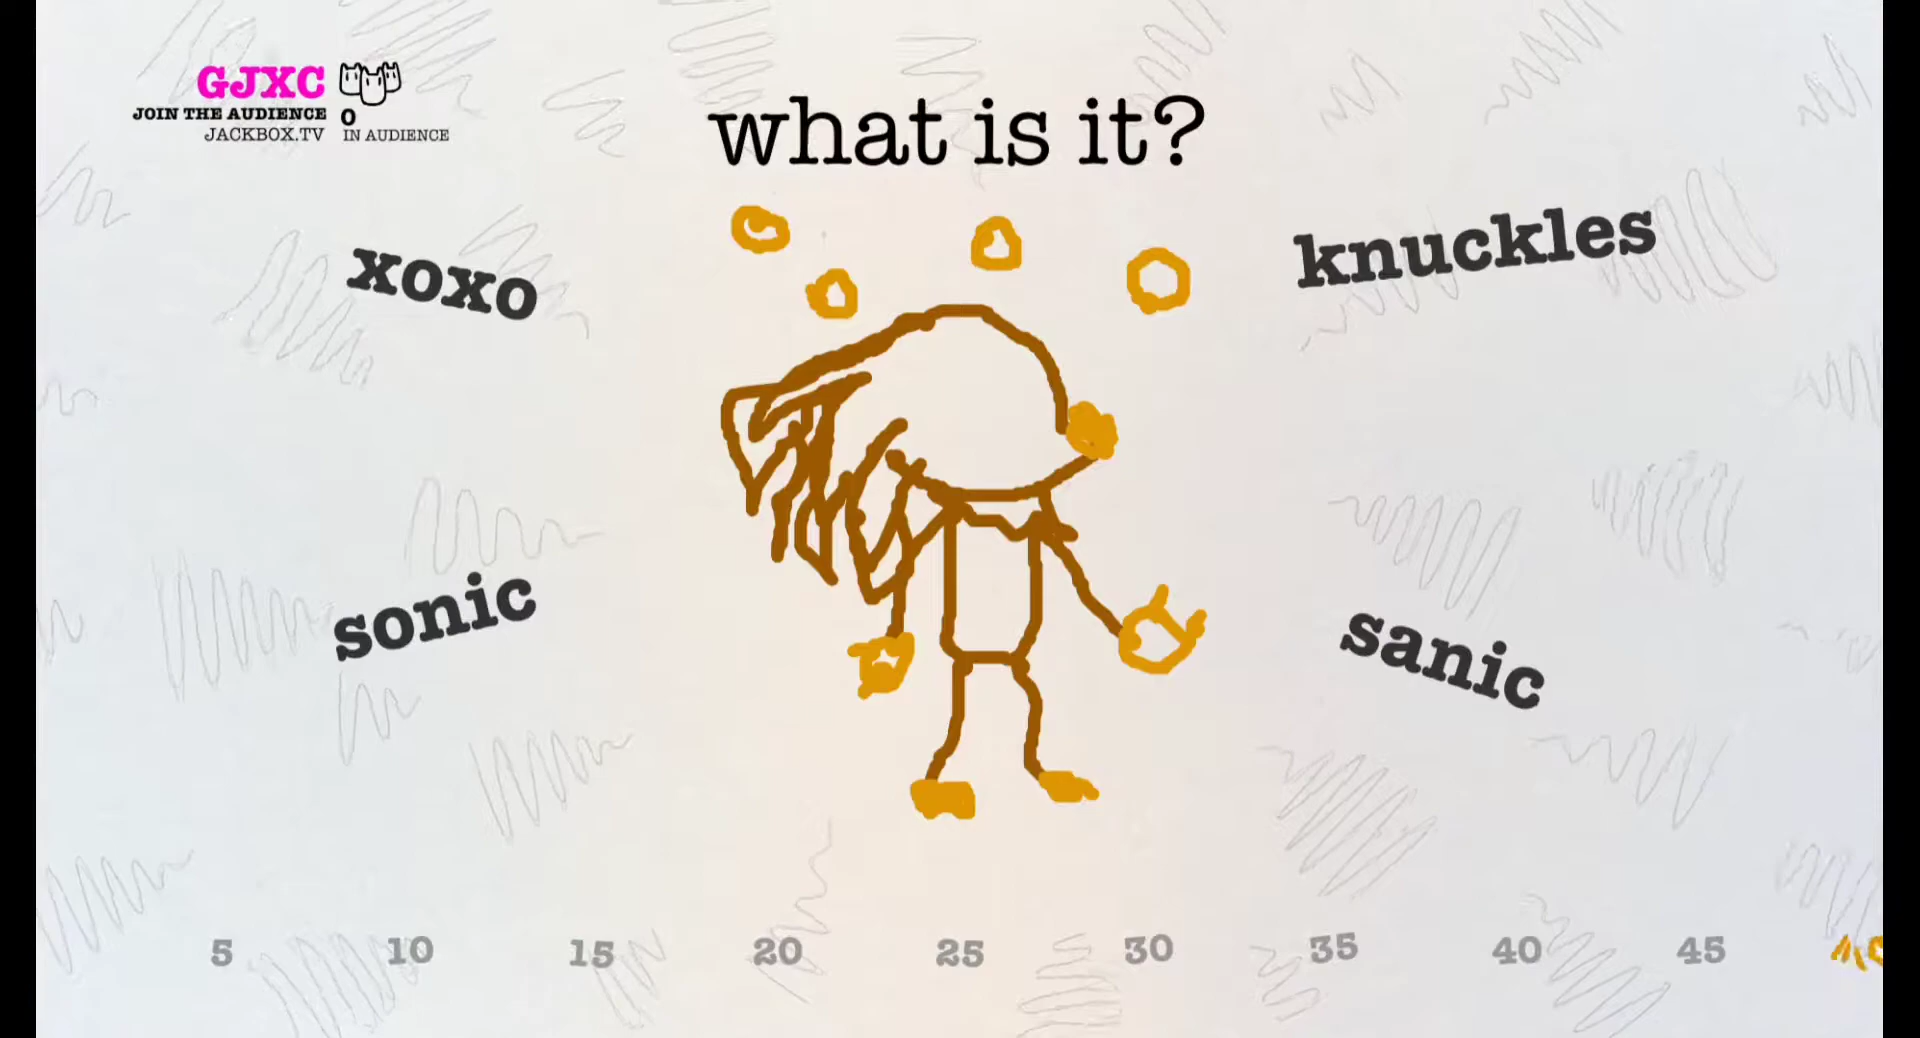 GJXC
JOIN THE AUDIENCE
JACKBOX.TV
0
IN AUDIENCE
what is it?
xoxo
knuckles
sonic
sanic
5 10 15 20 25 30 35 40 45